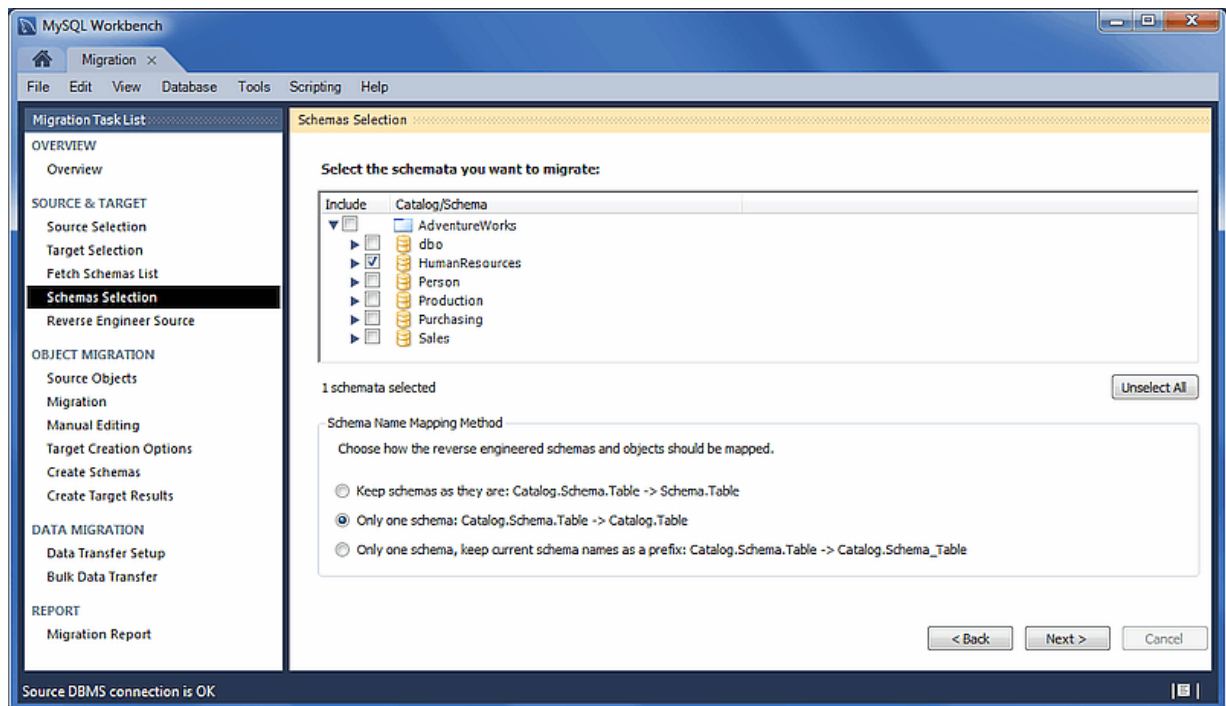 MySQL Workbench
Migration ×
File Edit View Database Tools Scripting Help
Migration Task List
OVERVIEW
Overview
SOURCE & TARGET
Source Selection
Target Selection
Fetch Schemas List
Schemas Selection
Reverse Engineer Source
OBJECT MIGRATION
Source Objects
Migration
Manual Editing
Target Creation Options
Create Schemas
Create Target Results
DATA MIGRATION
Data Transfer Setup
Bulk Data Transfer
REPORT
Migration Report
Schemas Selection
Select the schemata you want to migrate:
Include Catalog/Schema
AdventureWorks
dbo
HumanResources
Person
Production
Purchasing
Sales
1 schemata selected
Unselect All
Schema Name Mapping Method
Choose how the reverse engineered schemas and objects should be mapped.
Keep schemas as they are: Catalog.Schema.Table -> Schema.Table
Only one schema: Catalog.Schema.Table -> Catalog.Table
Only one schema, keep current schema names as a prefix: Catalog.Schema.Table -> Catalog.Schema_Table
< Back Next > Cancel
Source DBMS connection is OK